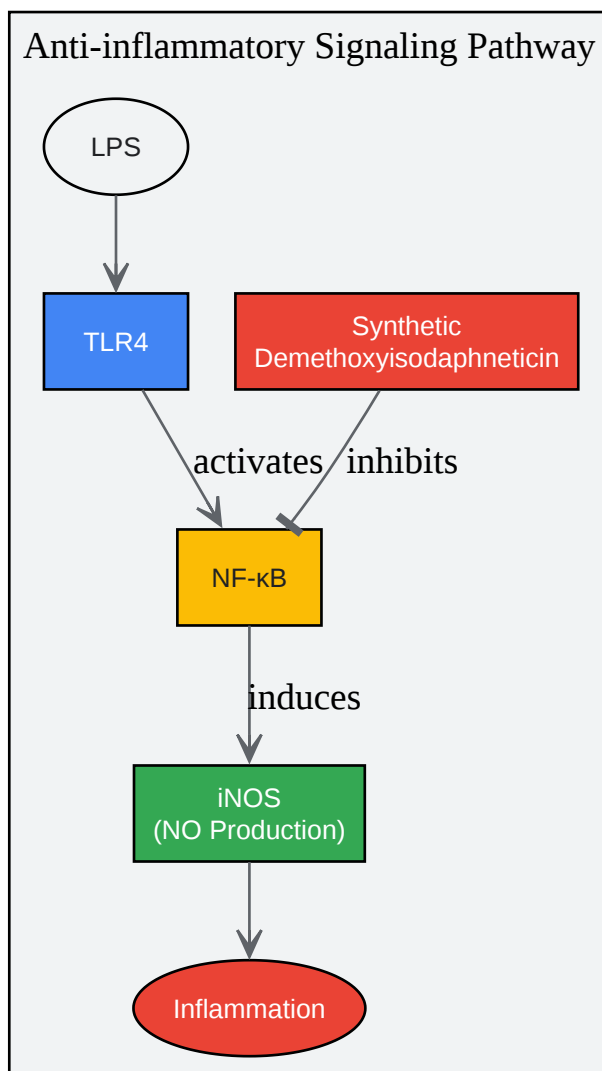 Anti-inflammatory Signaling Pathway
LPS
TLR4
Synthetic
Demethoxyisodaphneticin
activates
inhibits
NF-κB
induces
iNOS
(NO Production)
Inflammation